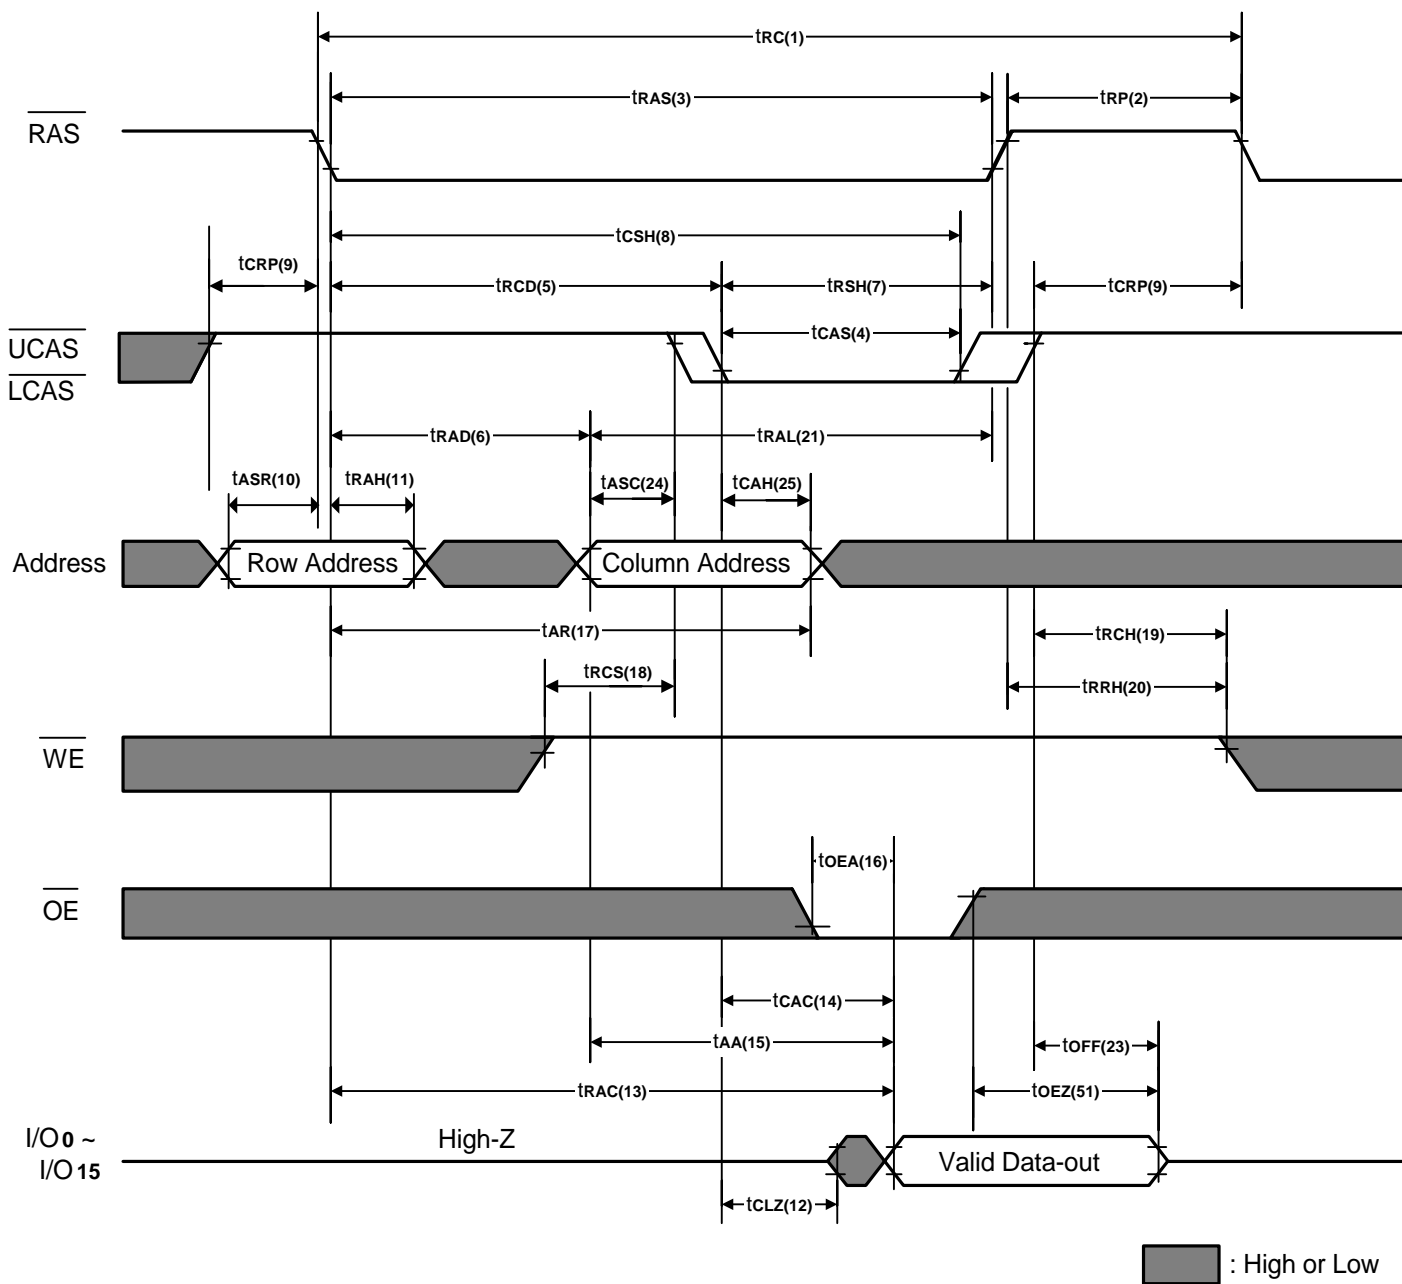 tRC(1)
tRAS(3)
tRP(2)
RAS
tCSH(8)
tCRP(9)
tRCD(5)
tRSH(7)
tCRP(9)
tCAS(4)
UCAS
LCAS
tRAD(6)
tRAL(21)
tASR(10)
tRAH(11)
tASC(24)
tCAH(25)
Address
Row Address
Column Address
tAR(17)
tRCH(19)
tRCS(18)
tRRH(20)
WE
tOEA(16)
OE
tCAC(14)
tAA(15)
tOFF(23)
tRAC(13)
tOEZ(51)
I/O0 ~
I/O15
High-Z
Valid Data-out
tCLZ(12)
: High or Low